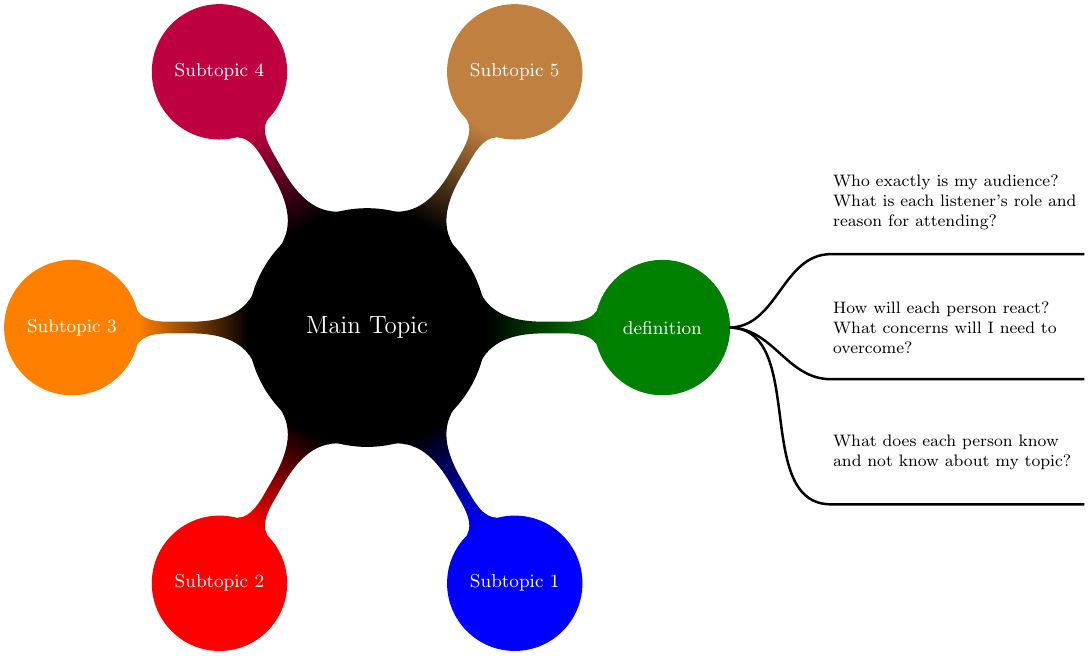 Subtopic 4
Subtopic 5
Who exactly is my audience?
What is each listener's role and
reason for attending?
Subtopic 3
Main Topic
definition
How will each person react?
What concerns will I need to
overcome?
What does each person know
and not know about my topic?
Subtopic 2
Subtopic 1